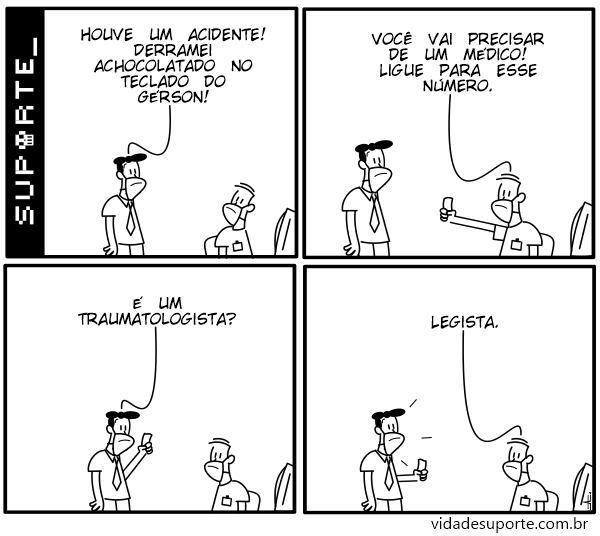 SUPORTE_
HOUVE UM ACIDENTE!
DERRAMEI
ACHOCOLATADO NO
TECLADO DO
GÉRSON!
VOCÊ VAI PRECISAR
DE UM MÉDICO!
LIGUE PARA ESSE
NÚMERO.
É UM
TRAUMATOLOGISTA?
LEGISTA.
vidadesuporte.com.br